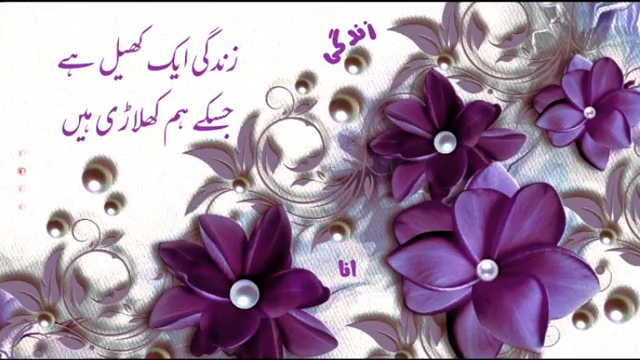 زندگی
زندگی ایک کھیل ہے
جسکے ہم کھلاڑی ہیں
انا